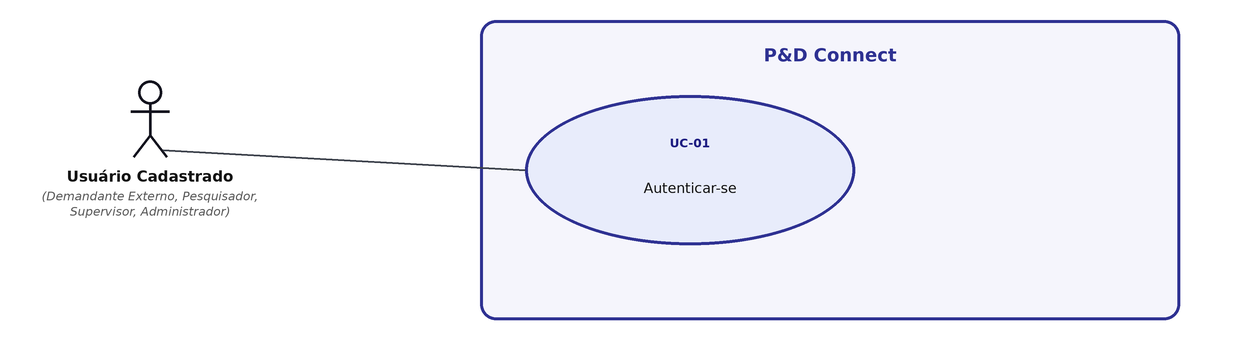 P&D Connect
UC-01
Autenticar-se
Usuário Cadastrado
(Demandante Externo, Pesquisador,
Supervisor, Administrador)